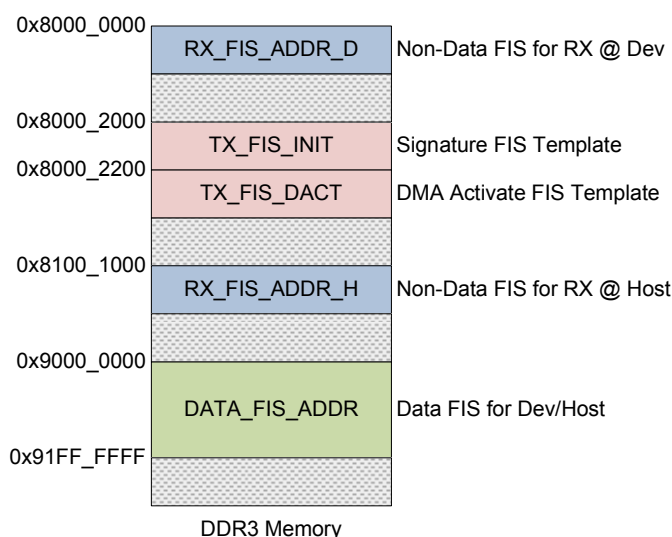 0x8000_0000
RX_FIS_ADDR_D Non-Data FIS for RX @ Dev
0x8000_2000
TX_FIS_INIT Signature FIS Template
0x8000_2200
TX_FIS_DACT DMA Activate FIS Template
0x8100_1000
RX_FIS_ADDR_H Non-Data FIS for RX @ Host
0x9000_0000
DATA_FIS_ADDR Data FIS for Dev/Host
0x91FF_FFFF
DDR3 Memory